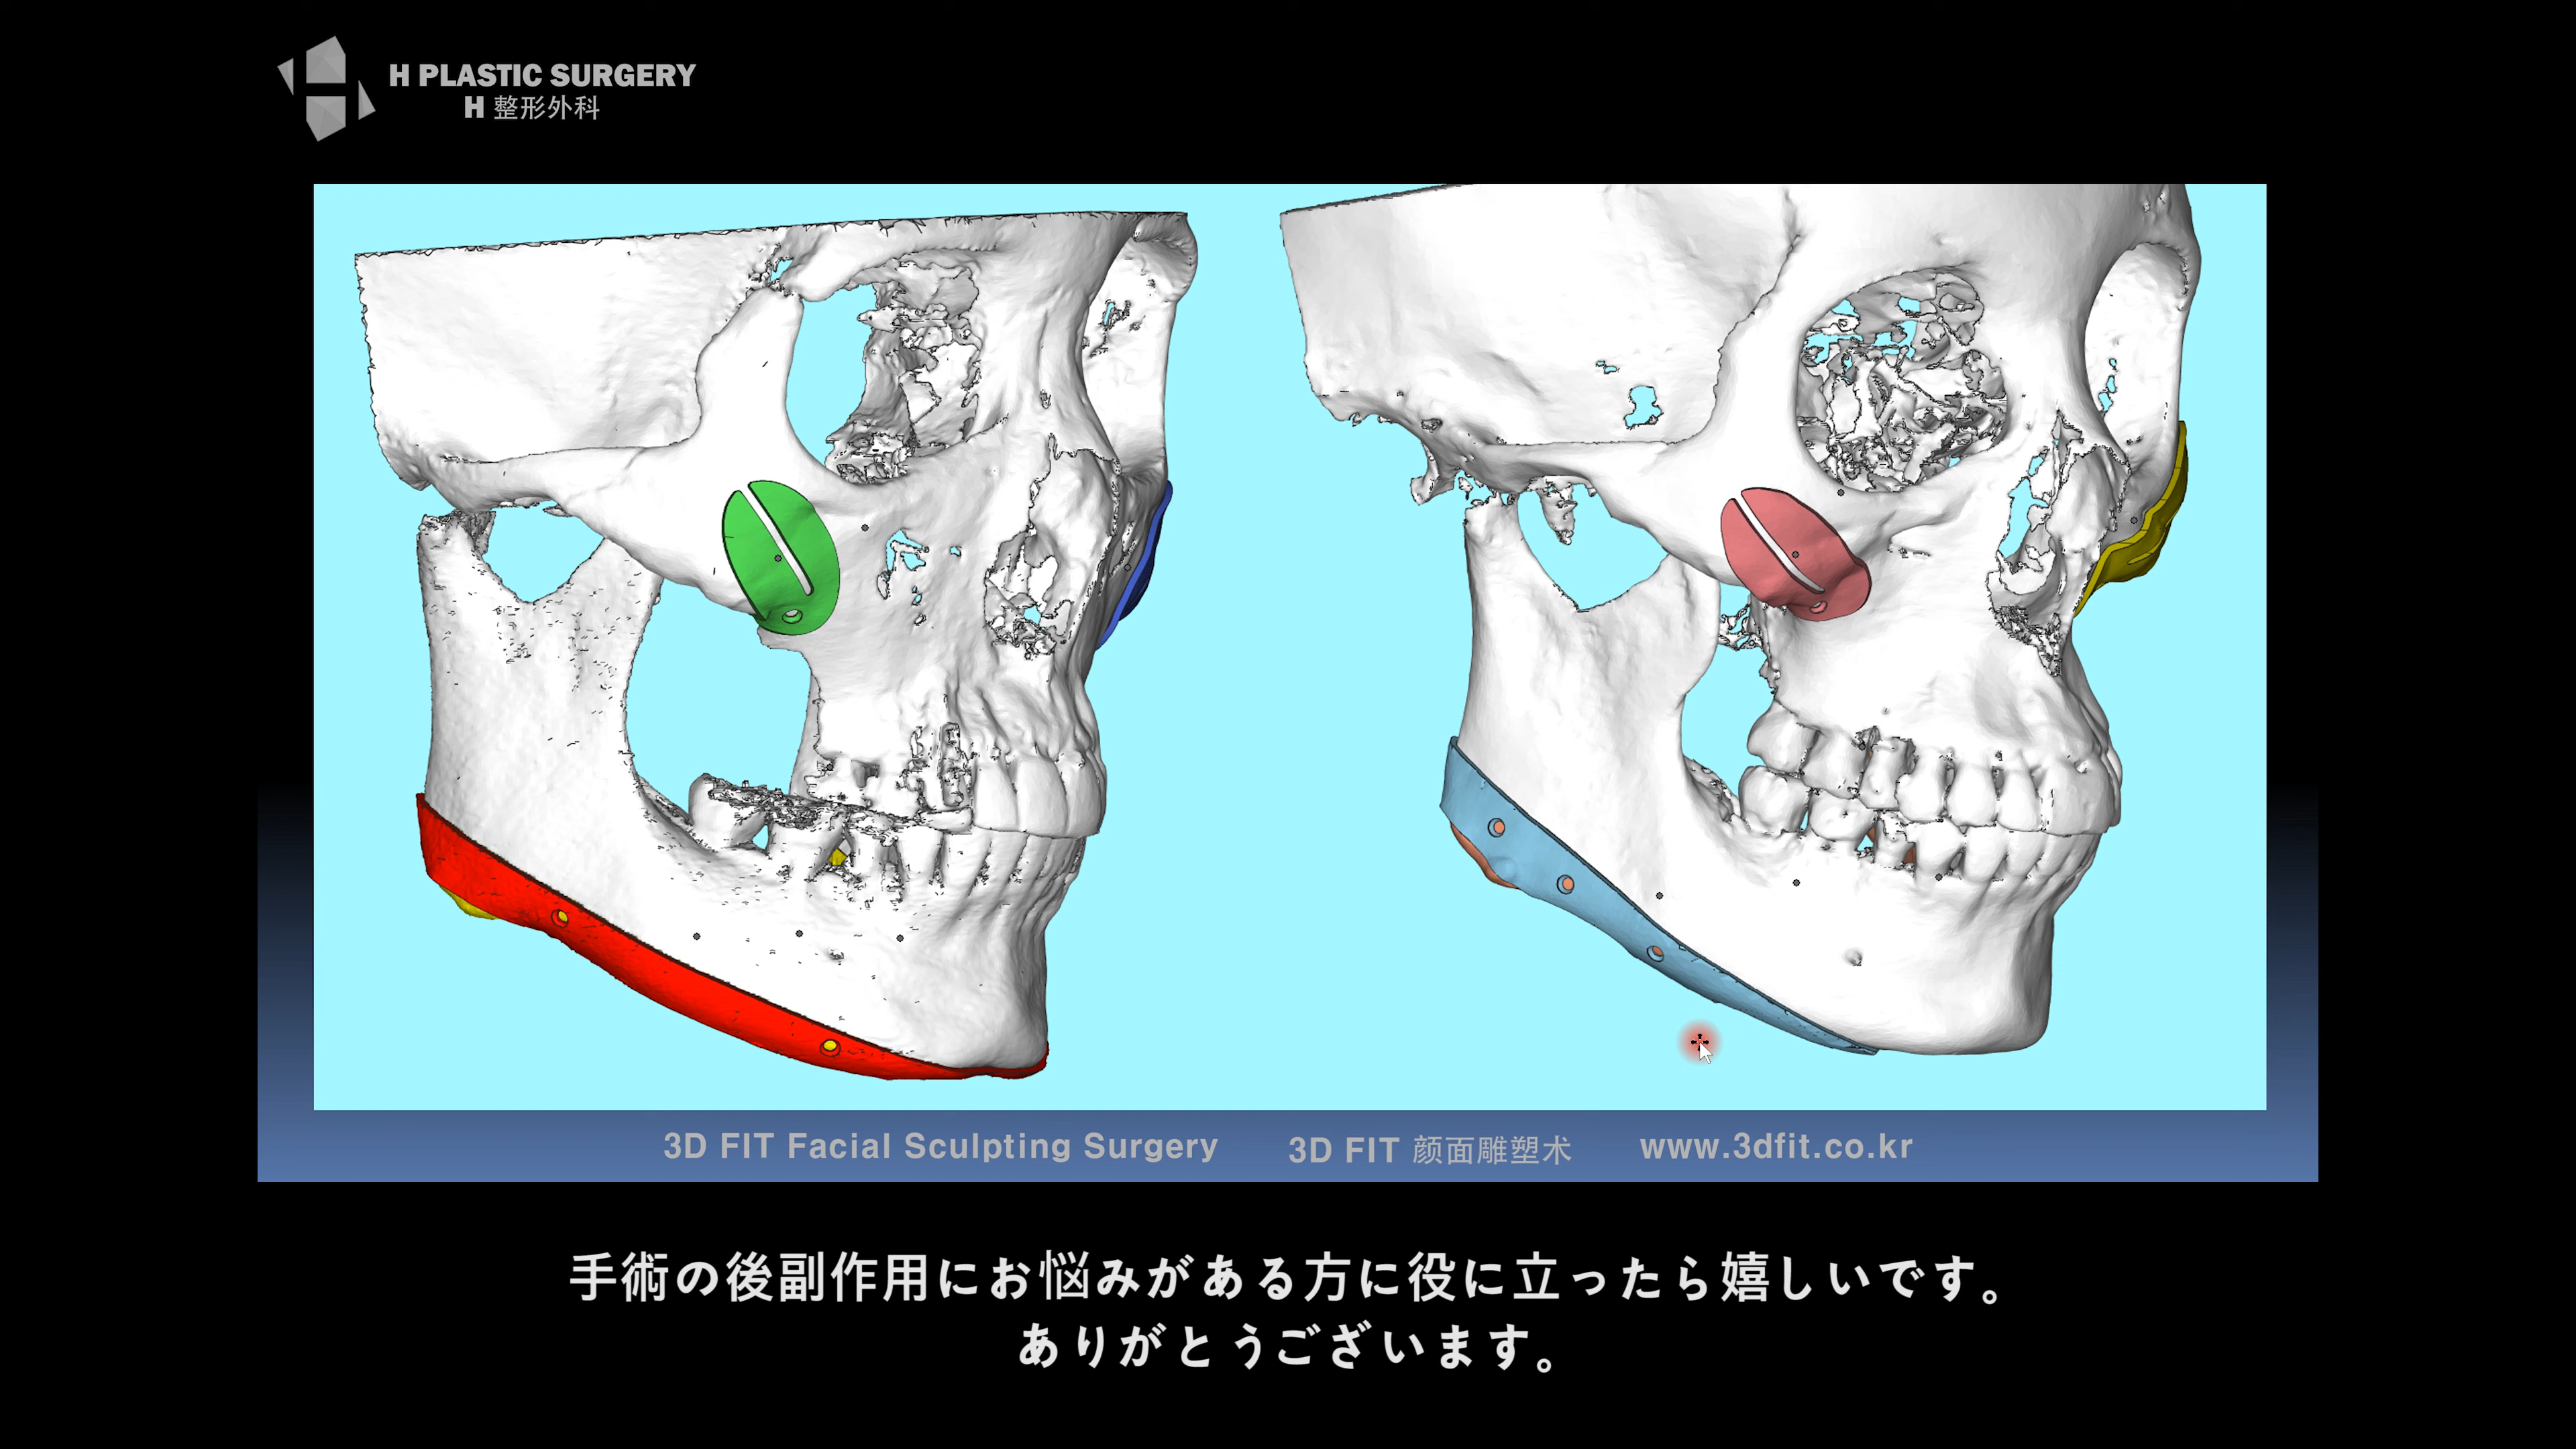 H PLASTIC SURGERY
H 整形外科
3D FIT Facial Sculpting Surgery 3D FIT 颜面雕塑术 www.3dfit.co.kr
手術の後副作用にお悩みがある方に役に立ったら嬉しいです。
ありがとうございます。